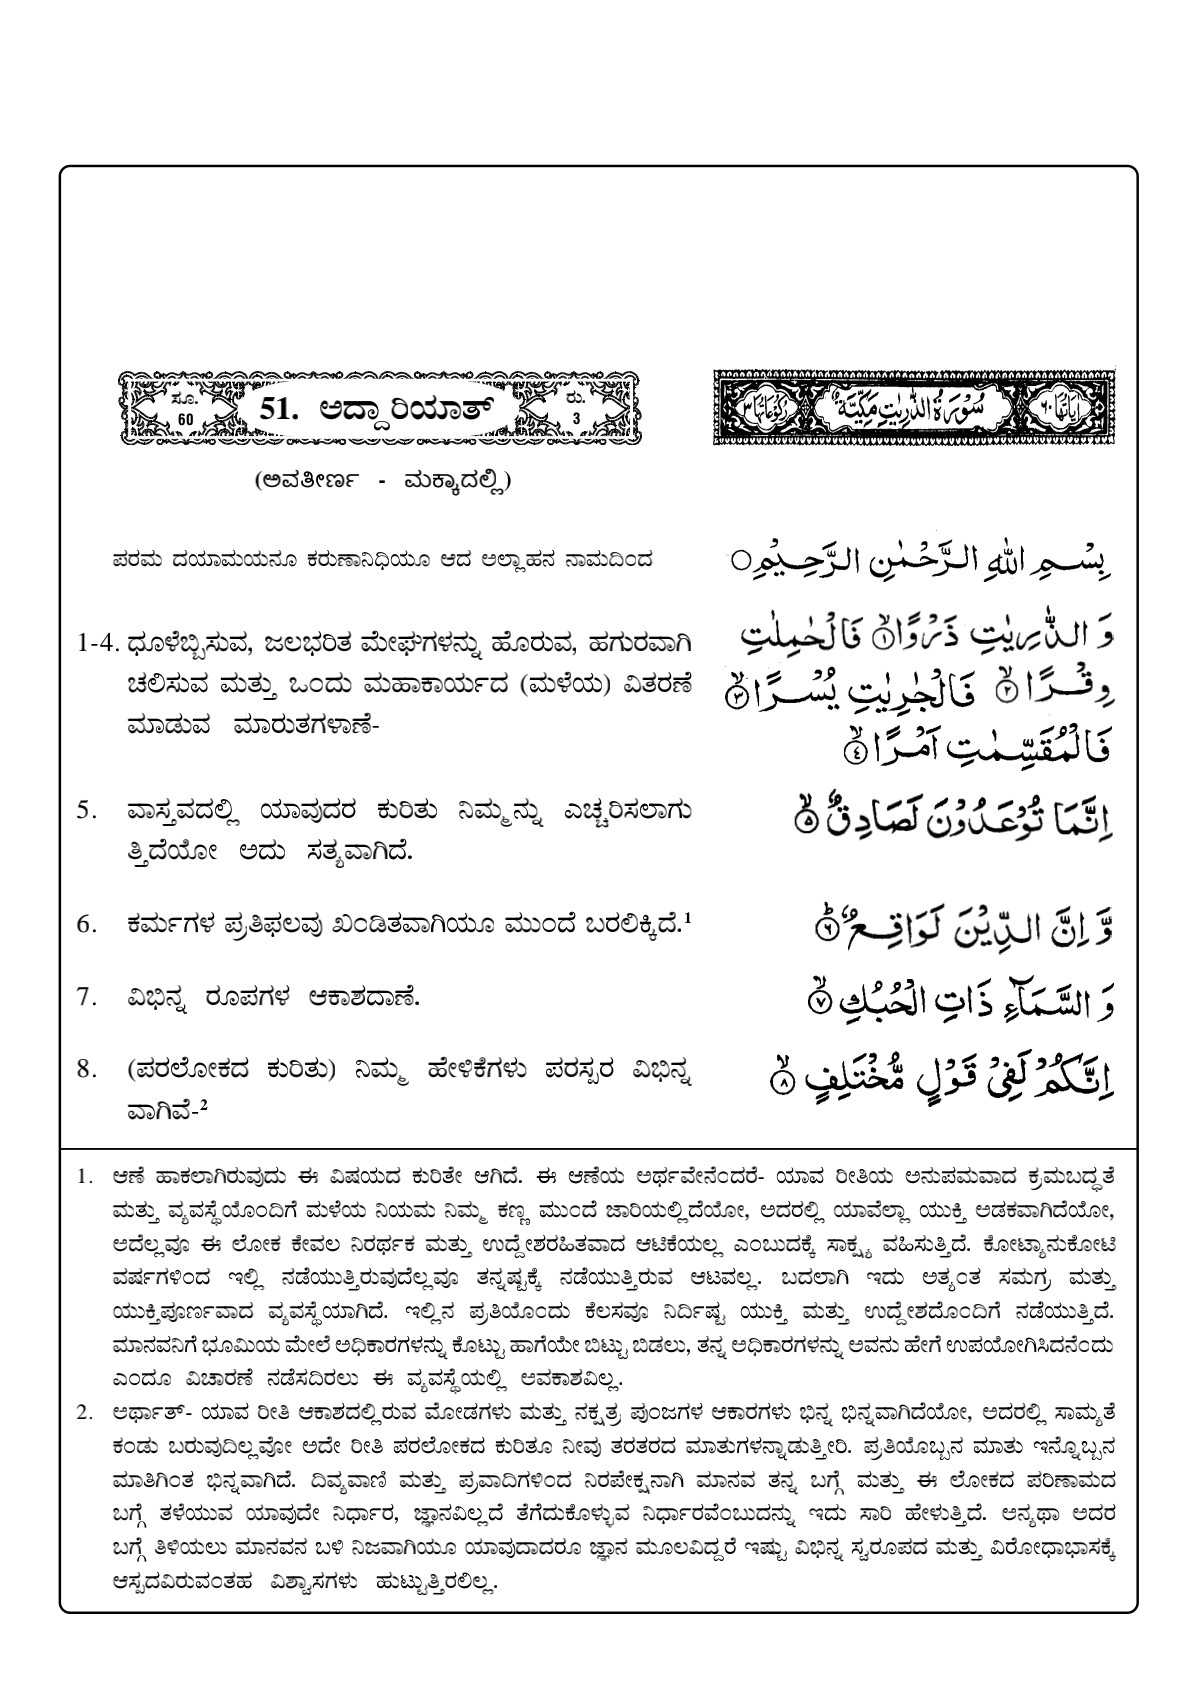 ಸೂ.
60
51. ಅದ್ದಾರಿಯಾತ್
ರು.
3
اٰيَاتُهَا ٦٠
سُوْرَةُ الذّٰرِيٰتِ مَكِّيَّةٌ
رُكُوْعَاتُهَا ٣
(ಅವತೀರ್ಣ - ಮಕ್ಕಾದಲ್ಲಿ)
ಪರಮ ದಯಾಮಯನೂ ಕರುಣಾನಿಧಿಯೂ ಆದ ಅಲ್ಲಾಹನ ನಾಮದಿಂದ
بِسْمِ اللهِ الرَّحْمٰنِ الرَّحِيْمِ○
1-4. ಧೂಳೆಬ್ಬಿಸುವ, ಜಲಭರಿತ ಮೇಘಗಳನ್ನು ಹೊರುವ, ಹಗುರವಾಗಿ
ಚಲಿಸುವ ಮತ್ತು ಒಂದು ಮಹಾಕಾರ್ಯದ (ಮಳೆಯ) ವಿತರಣೆ
ಮಾಡುವ ಮಾರುತಗಳಾಣೆ-
وَ الذّٰرِيٰتِ ذَرْوًا ۙ‏﴿۱﴾ فَالْحٰمِلٰتِ
وِقْرًا ۙ‏﴿۲﴾ فَالْجٰرِيٰتِ يُسْرًا ۙ‏﴿۳﴾
فَالْمُقَسِّمٰتِ اَمْرًا ۙ‏﴿٤﴾
5. ವಾಸ್ತವದಲ್ಲಿ ಯಾವುದರ ಕುರಿತು ನಿಮ್ಮನ್ನು ಎಚ್ಚರಿಸಲಾಗು
ತ್ತಿದೆಯೋ ಅದು ಸತ್ಯವಾಗಿದೆ.
اِنَّمَا تُوْعَدُوْنَ لَصَادِقٌ ۙ‏﴿۵﴾
6. ಕರ್ಮಗಳ ಪ್ರತಿಫಲವು ಖಂಡಿತವಾಗಿಯೂ ಮುಂದೆ ಬರಲಿಕ್ಕಿದೆ.¹
وَّ اِنَّ الدِّيْنَ لَوَاقِعٌ ؕ‏﴿۶﴾
7. ವಿಭಿನ್ನ ರೂಪಗಳ ಆಕಾಶದಾಣೆ.
وَ السَّمَآءِ ذَاتِ الْحُبُكِ ۙ‏﴿۷﴾
8. (ಪರಲೋಕದ ಕುರಿತು) ನಿಮ್ಮ ಹೇಳಿಕೆಗಳು ಪರಸ್ಪರ ವಿಭಿನ್ನ
ವಾಗಿವೆ-²
اِنَّكُمْ لَفِيْ قَوْلٍ مُّخْتَلِفٍ ۙ‏﴿۸﴾
1. ಆಣೆ ಹಾಕಲಾಗಿರುವುದು ಈ ವಿಷಯದ ಕುರಿತೇ ಆಗಿದೆ. ಈ ಆಣೆಯ ಅರ್ಥವೇನೆಂದರೆ- ಯಾವ ರೀತಿಯ ಅನುಪಮವಾದ ಕ್ರಮಬದ್ಧತೆ
ಮತ್ತು ವ್ಯವಸ್ಥೆಯೊಂದಿಗೆ ಮಳೆಯ ನಿಯಮ ನಿಮ್ಮ ಕಣ್ಣ ಮುಂದೆ ಜಾರಿಯಲ್ಲಿದೆಯೋ, ಅದರಲ್ಲಿ ಯಾವೆಲ್ಲಾ ಯುಕ್ತಿ ಅಡಕವಾಗಿದೆಯೋ,
ಅದೆಲ್ಲವೂ ಈ ಲೋಕ ಕೇವಲ ನಿರರ್ಥಕ ಮತ್ತು ಉದ್ದೇಶರಹಿತವಾದ ಆಟಿಕೆಯಲ್ಲ ಎಂಬುದಕ್ಕೆ ಸಾಕ್ಷ್ಯ ವಹಿಸುತ್ತಿದೆ. ಕೋಟ್ಯಾನುಕೋಟಿ
ವರ್ಷಗಳಿಂದ ಇಲ್ಲಿ ನಡೆಯುತ್ತಿರುವುದೆಲ್ಲವೂ ತನ್ನಷ್ಟಕ್ಕೆ ನಡೆಯುತ್ತಿರುವ ಆಟವಲ್ಲ. ಬದಲಾಗಿ ಇದು ಅತ್ಯಂತ ಸಮಗ್ರ ಮತ್ತು
ಯುಕ್ತಿಪೂರ್ಣವಾದ ವ್ಯವಸ್ಥೆಯಾಗಿದೆ. ಇಲ್ಲಿನ ಪ್ರತಿಯೊಂದು ಕೆಲಸವೂ ನಿರ್ದಿಷ್ಟ ಯುಕ್ತಿ ಮತ್ತು ಉದ್ದೇಶದೊಂದಿಗೆ ನಡೆಯುತ್ತಿದೆ.
ಮಾನವನಿಗೆ ಭೂಮಿಯ ಮೇಲೆ ಅಧಿಕಾರಗಳನ್ನು ಕೊಟ್ಟು ಹಾಗೆಯೇ ಬಿಟ್ಟು ಬಿಡಲು, ತನ್ನ ಅಧಿಕಾರಗಳನ್ನು ಅವನು ಹೇಗೆ ಉಪಯೋಗಿಸಿದನೆಂದು
ಎಂದೂ ವಿಚಾರಣೆ ನಡೆಸದಿರಲು ಈ ವ್ಯವಸ್ಥೆಯಲ್ಲಿ ಅವಕಾಶವಿಲ್ಲ.
2. ಅರ್ಥಾತ್- ಯಾವ ರೀತಿ ಆಕಾಶದಲ್ಲಿರುವ ಮೋಡಗಳು ಮತ್ತು ನಕ್ಷತ್ರ ಪುಂಜಗಳ ಆಕಾರಗಳು ಭಿನ್ನ ಭಿನ್ನವಾಗಿದೆಯೋ, ಅದರಲ್ಲಿ ಸಾಮ್ಯತೆ
ಕಂಡು ಬರುವುದಿಲ್ಲವೋ ಅದೇ ರೀತಿ ಪರಲೋಕದ ಕುರಿತೂ ನೀವು ತರತರದ ಮಾತುಗಳನ್ನಾಡುತ್ತೀರಿ. ಪ್ರತಿಯೊಬ್ಬನ ಮಾತು ಇನ್ನೊಬ್ಬನ
ಮಾತಿಗಿಂತ ಭಿನ್ನವಾಗಿದೆ. ದಿವ್ಯವಾಣಿ ಮತ್ತು ಪ್ರವಾದಿಗಳಿಂದ ನಿರಪೇಕ್ಷನಾಗಿ ಮಾನವ ತನ್ನ ಬಗ್ಗೆ ಮತ್ತು ಈ ಲೋಕದ ಪರಿಣಾಮದ
ಬಗ್ಗೆ ತಳೆಯುವ ಯಾವುದೇ ನಿರ್ಧಾರ, ಜ್ಞಾನವಿಲ್ಲದೆ ತೆಗೆದುಕೊಳ್ಳುವ ನಿರ್ಧಾರವೆಂಬುದನ್ನು ಇದು ಸಾರಿ ಹೇಳುತ್ತಿದೆ. ಅನ್ಯಥಾ ಅದರ
ಬಗ್ಗೆ ತಿಳಿಯಲು ಮಾನವನ ಬಳಿ ನಿಜವಾಗಿಯೂ ಯಾವುದಾದರೂ ಜ್ಞಾನ ಮೂಲವಿದ್ದರೆ ಇಷ್ಟು ವಿಭಿನ್ನ ಸ್ವರೂಪದ ಮತ್ತು ವಿರೋಧಾಭಾಸಕ್ಕೆ
ಆಸ್ಪದವಿರುವಂತಹ ವಿಶ್ವಾಸಗಳು ಹುಟ್ಟುತ್ತಿರಲಿಲ್ಲ.